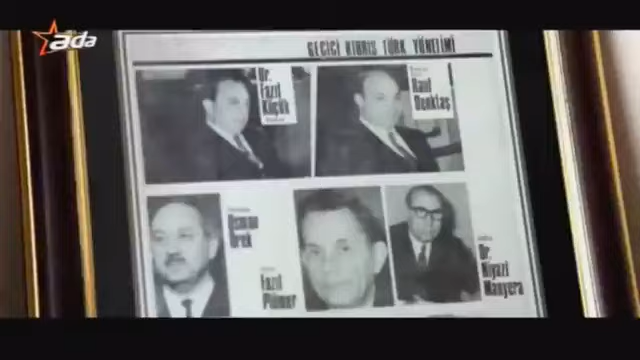 ada
GEÇİCİ KIBRIS TÜRK YÖNETİMİ
Dr.
Fazıl
Küçük
Rauf
Denktaş
Osman
Örek
Fazıl
Plümer
Dr.
Niyazi
Manyera